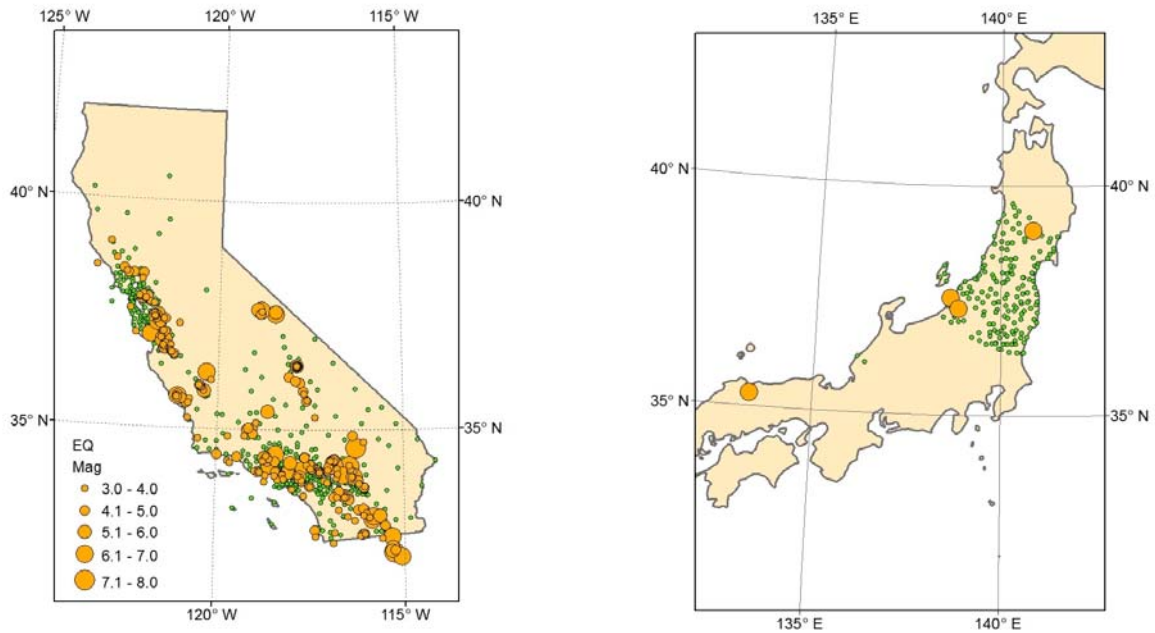 125° W 120° W 115° W
40° N 40° N
35° N 35° N
EQ
Mag
3.0 - 4.0
4.1 - 5.0
5.1 - 6.0
6.1 - 7.0
7.1 - 8.0
120° W 115° W
135° E 140° E
40° N 40° N
35° N 35° N
135° E 140° E